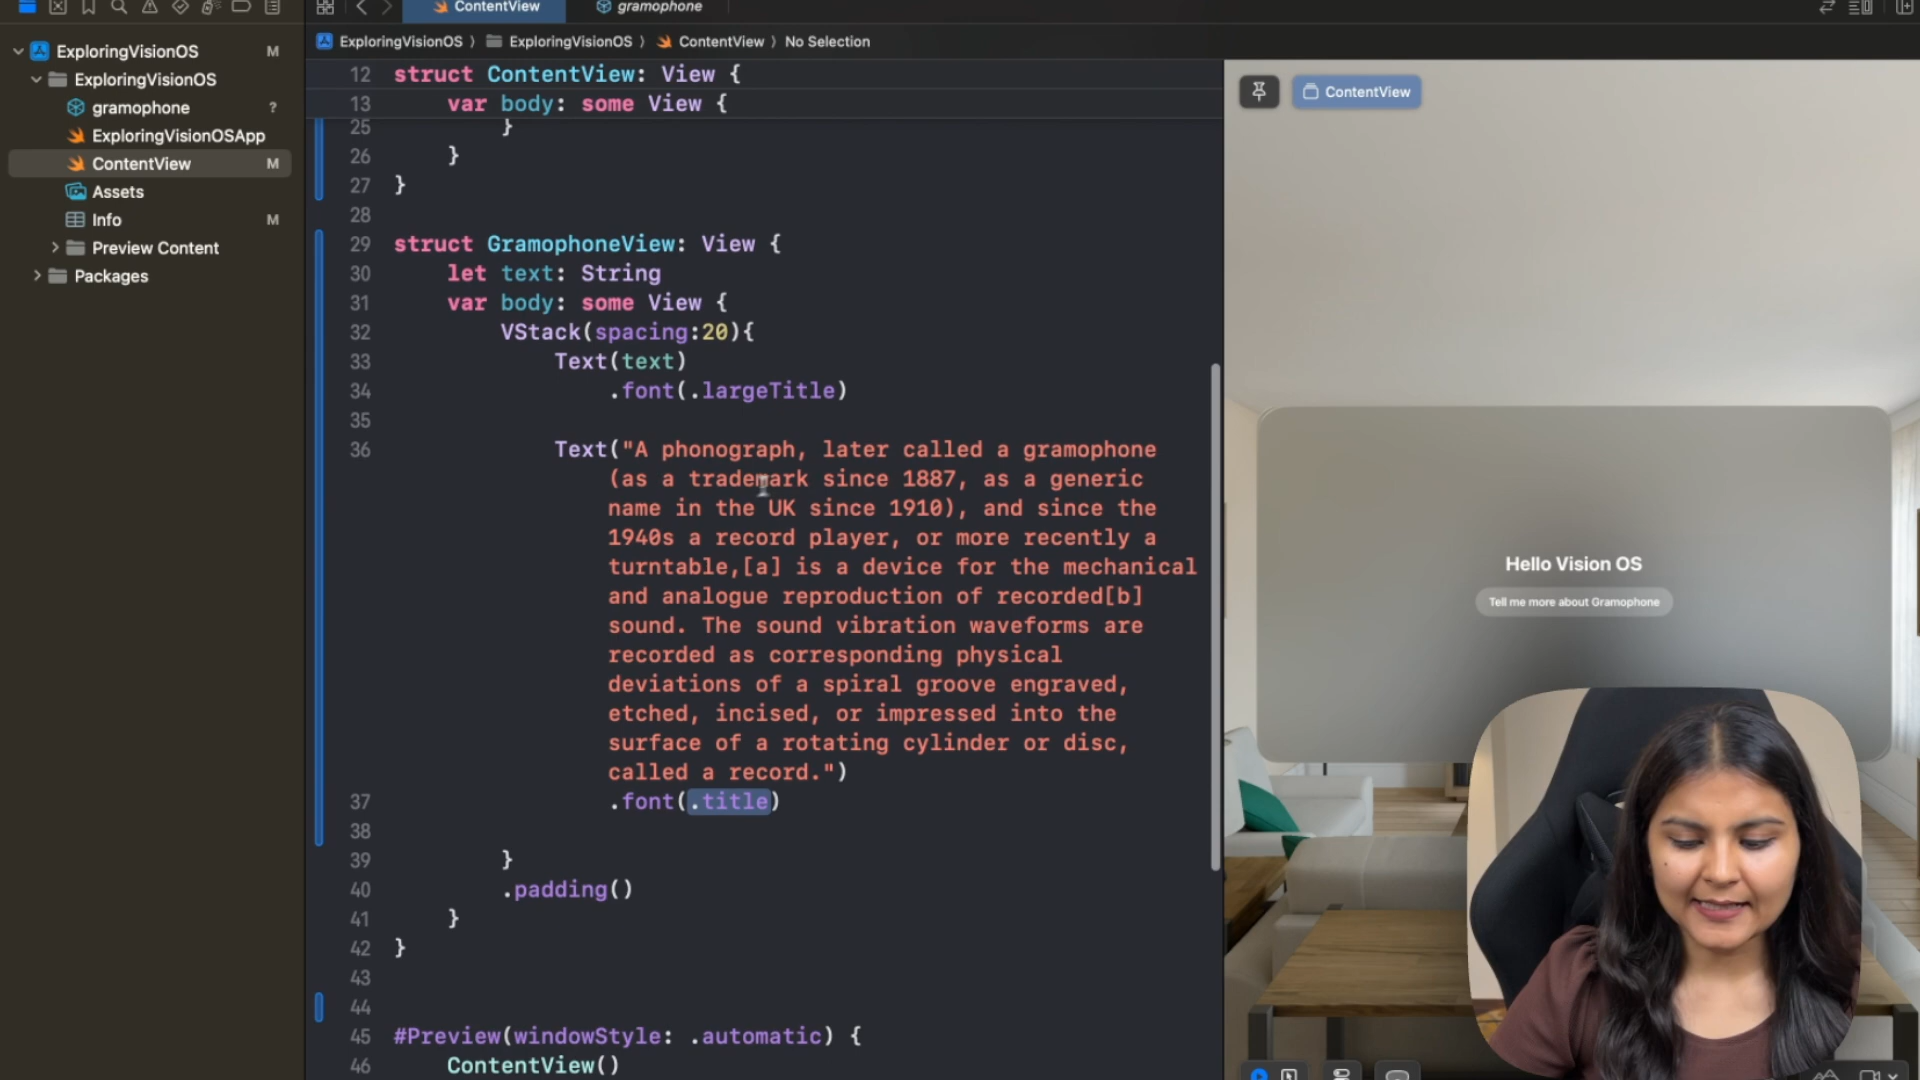 ContentView
gramophone
ExploringVisionOS M
ExploringVisionOS
gramophone ?
ExploringVisionOSApp
ContentView M
Assets
Info M
Preview Content
Packages
ExploringVisionOS ⟩ ExploringVisionOS ⟩ ContentView ⟩ No Selection
12 struct ContentView: View {
13 var body: some View {
25 }
26 }
27 }
28
29 struct GramophoneView: View {
30 let text: String
31 var body: some View {
32 VStack(spacing:20){
33 Text(text)
34 .font(.largeTitle)
35
36 Text("A phonograph, later called a gramophone
(as a trademark since 1887, as a generic
name in the UK since 1910), and since the
1940s a record player, or more recently a
turntable,[a] is a device for the mechanical
and analogue reproduction of recorded[b]
sound. The sound vibration waveforms are
recorded as corresponding physical
deviations of a spiral groove engraved,
etched, incised, or impressed into the
surface of a rotating cylinder or disc,
called a record.")
37 .font(.title)
38
39 }
40 .padding()
41 }
42 }
43
44
45 #Preview(windowStyle: .automatic) {
46 ContentView()
ContentView
Hello Vision OS
Tell me more about Gramophone